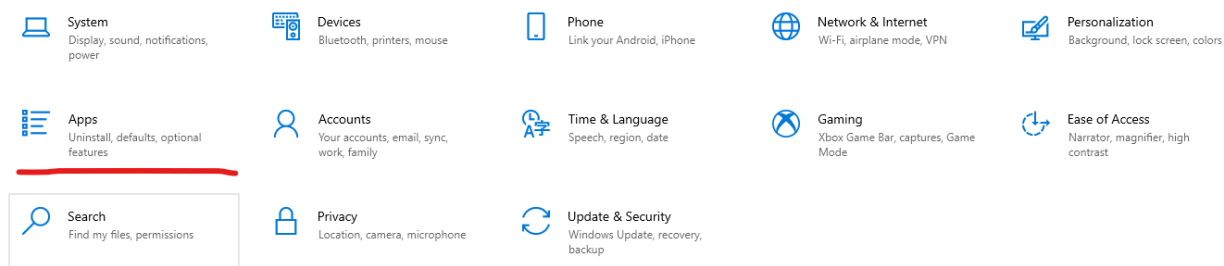 System
Display, sound, notifications,
power
Devices
Bluetooth, printers, mouse
Phone
Link your Android, iPhone
Network & Internet
Wi-Fi, airplane mode, VPN
Personalization
Background, lock screen, colors
Apps
Uninstall, defaults, optional
features
Accounts
Your accounts, email, sync,
work, family
Time & Language
Speech, region, date
Gaming
Xbox Game Bar, captures, Game
Mode
Ease of Access
Narrator, magnifier, high
contrast
Search
Find my files, permissions
Privacy
Location, camera, microphone
Update & Security
Windows Update, recovery,
backup